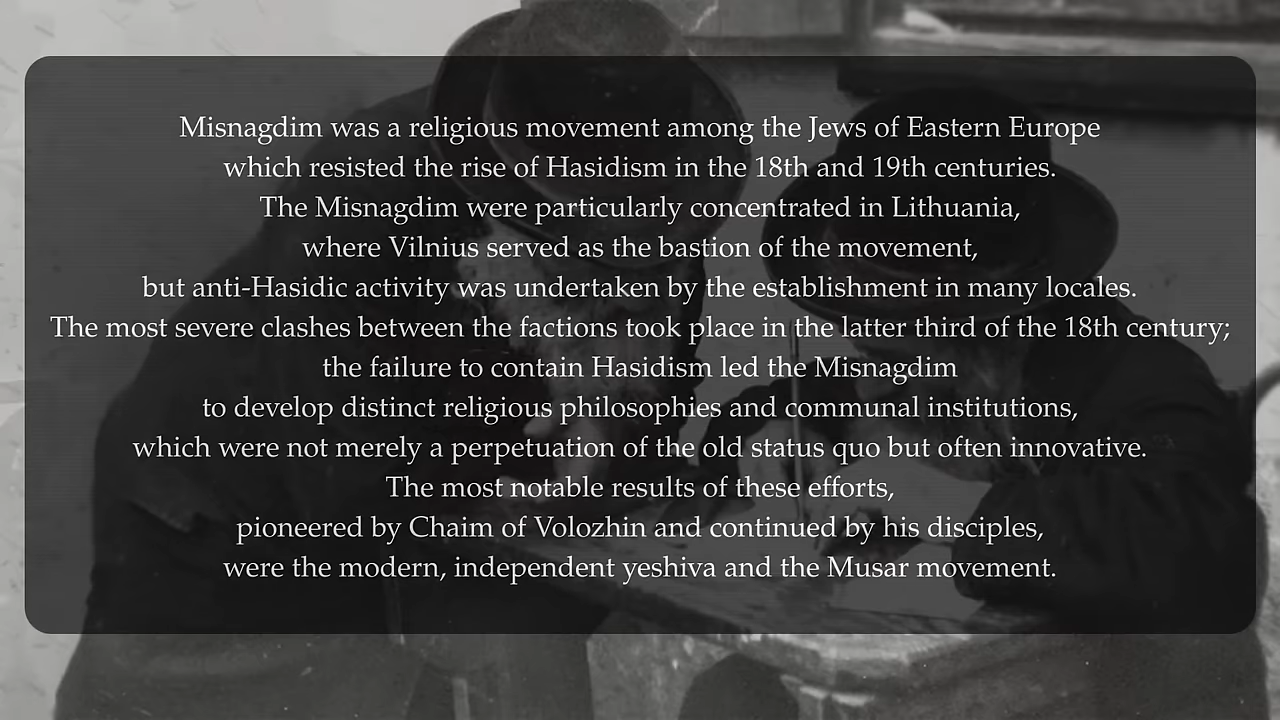 Misnagdim was a religious movement among the Jews of Eastern Europe
which resisted the rise of Hasidism in the 18th and 19th centuries.
The Misnagdim were particularly concentrated in Lithuania,
where Vilnius served as the bastion of the movement,
but anti-Hasidic activity was undertaken by the establishment in many locales.
The most severe clashes between the factions took place in the latter third of the 18th century;
the failure to contain Hasidism led the Misnagdim
to develop distinct religious philosophies and communal institutions,
which were not merely a perpetuation of the old status quo but often innovative.
The most notable results of these efforts,
pioneered by Chaim of Volozhin and continued by his disciples,
were the modern, independent yeshiva and the Musar movement.